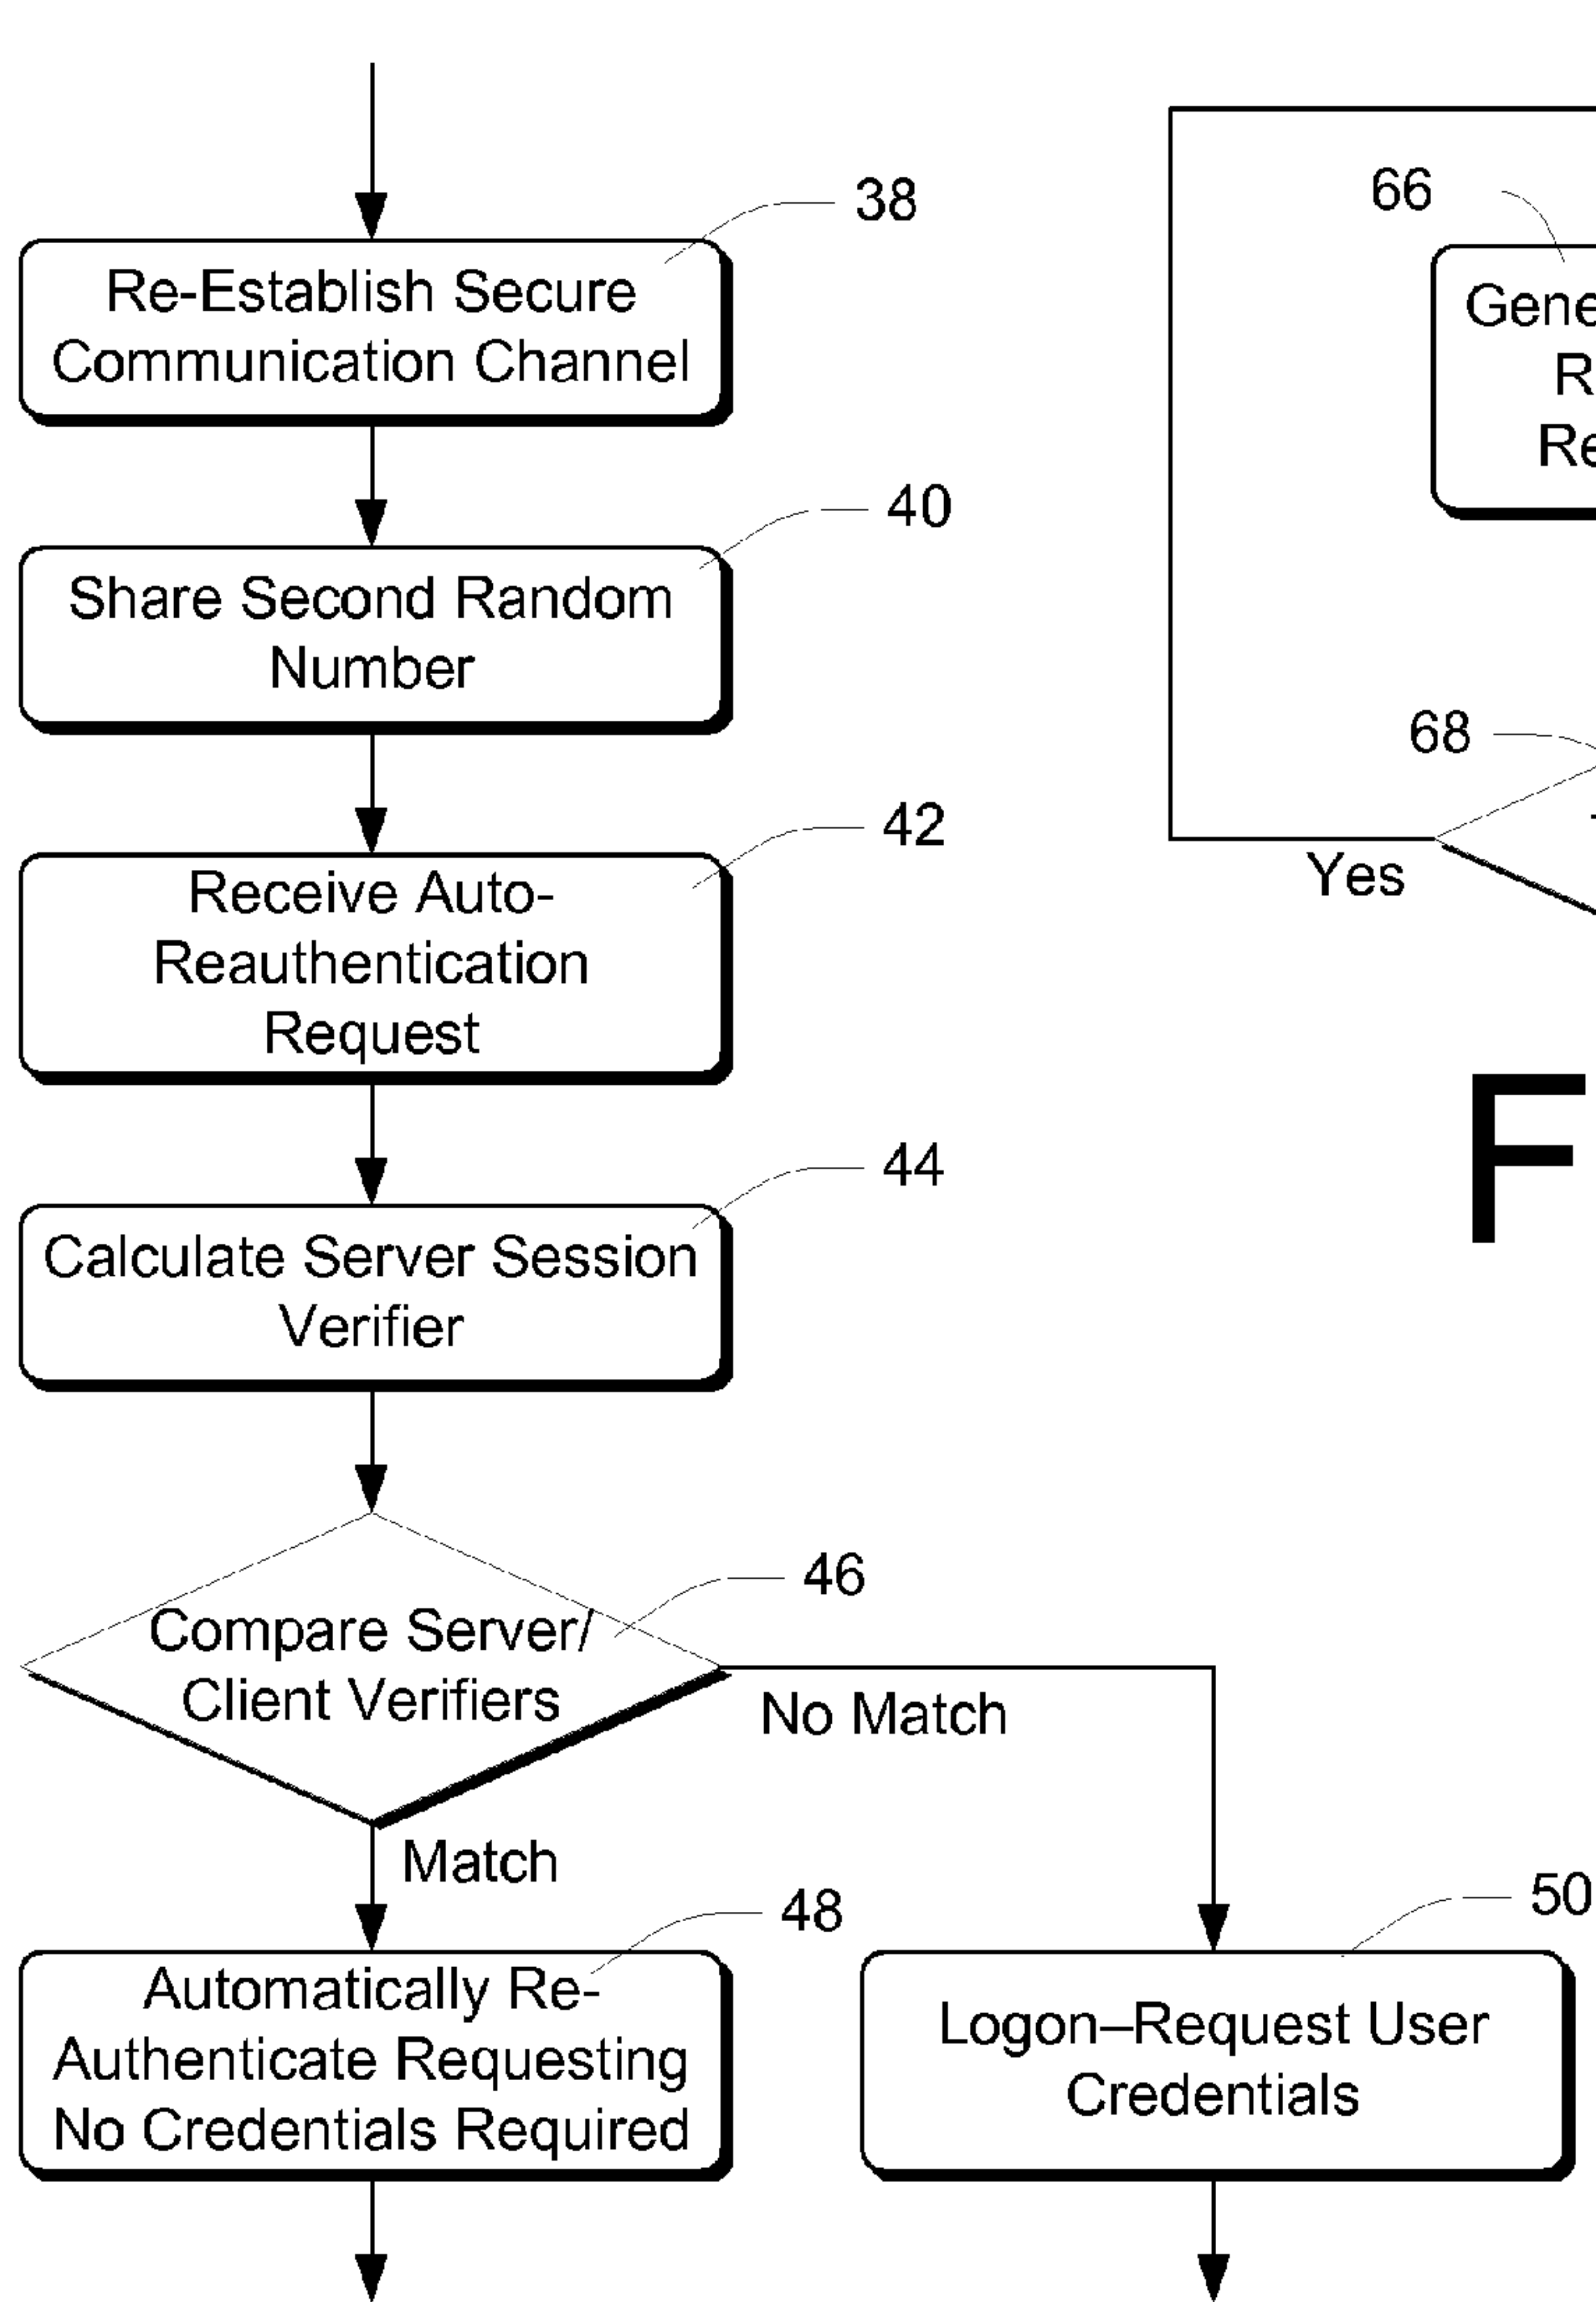 38
Re-Establish Secure
Communication Channel
40
Share Second Random
Number
42
Receive Auto-
Reauthentication
Request
44
Calculate Server Session
Verifier
46
Compare Server/
Client Verifiers
No Match
Match
48
Automatically Re-
Authenticate Requesting
No Credentials Required
50
Logon–Request User
Credentials
66
68
Yes
F